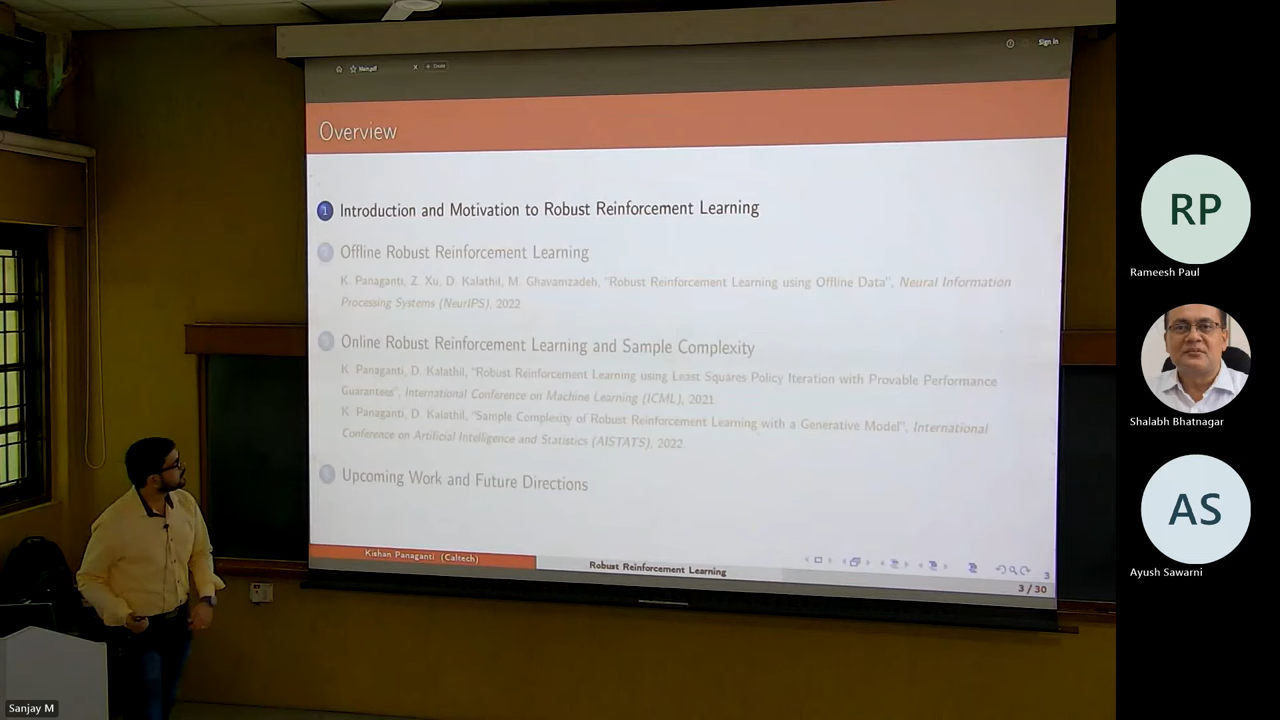 Sign in
Main.pdf
Create
Overview
1 Introduction and Motivation to Robust Reinforcement Learning
Offline Robust Reinforcement Learning
K. Panaganti, Z. Xu, D. Kalathil, M. Ghavamzadeh, "Robust Reinforcement Learning using Offline Data", Neural Information
Processing Systems (NeurIPS), 2022
Online Robust Reinforcement Learning and Sample Complexity
K. Panaganti, D. Kalathil, "Robust Reinforcement Learning using Least Squares Policy Iteration with Provable Performance
Guarantees", International Conference on Machine Learning (ICML), 2021
K. Panaganti, D. Kalathil, "Sample Complexity of Robust Reinforcement Learning with a Generative Model", International
Conference on Artificial Intelligence and Statistics (AISTATS), 2022
Upcoming Work and Future Directions
Kishan Panaganti (Caltech)
Robust Reinforcement Learning
3
3 / 30
RP
Rameesh Paul
Shalabh Bhatnagar
AS
Ayush Sawarni
Sanjay M